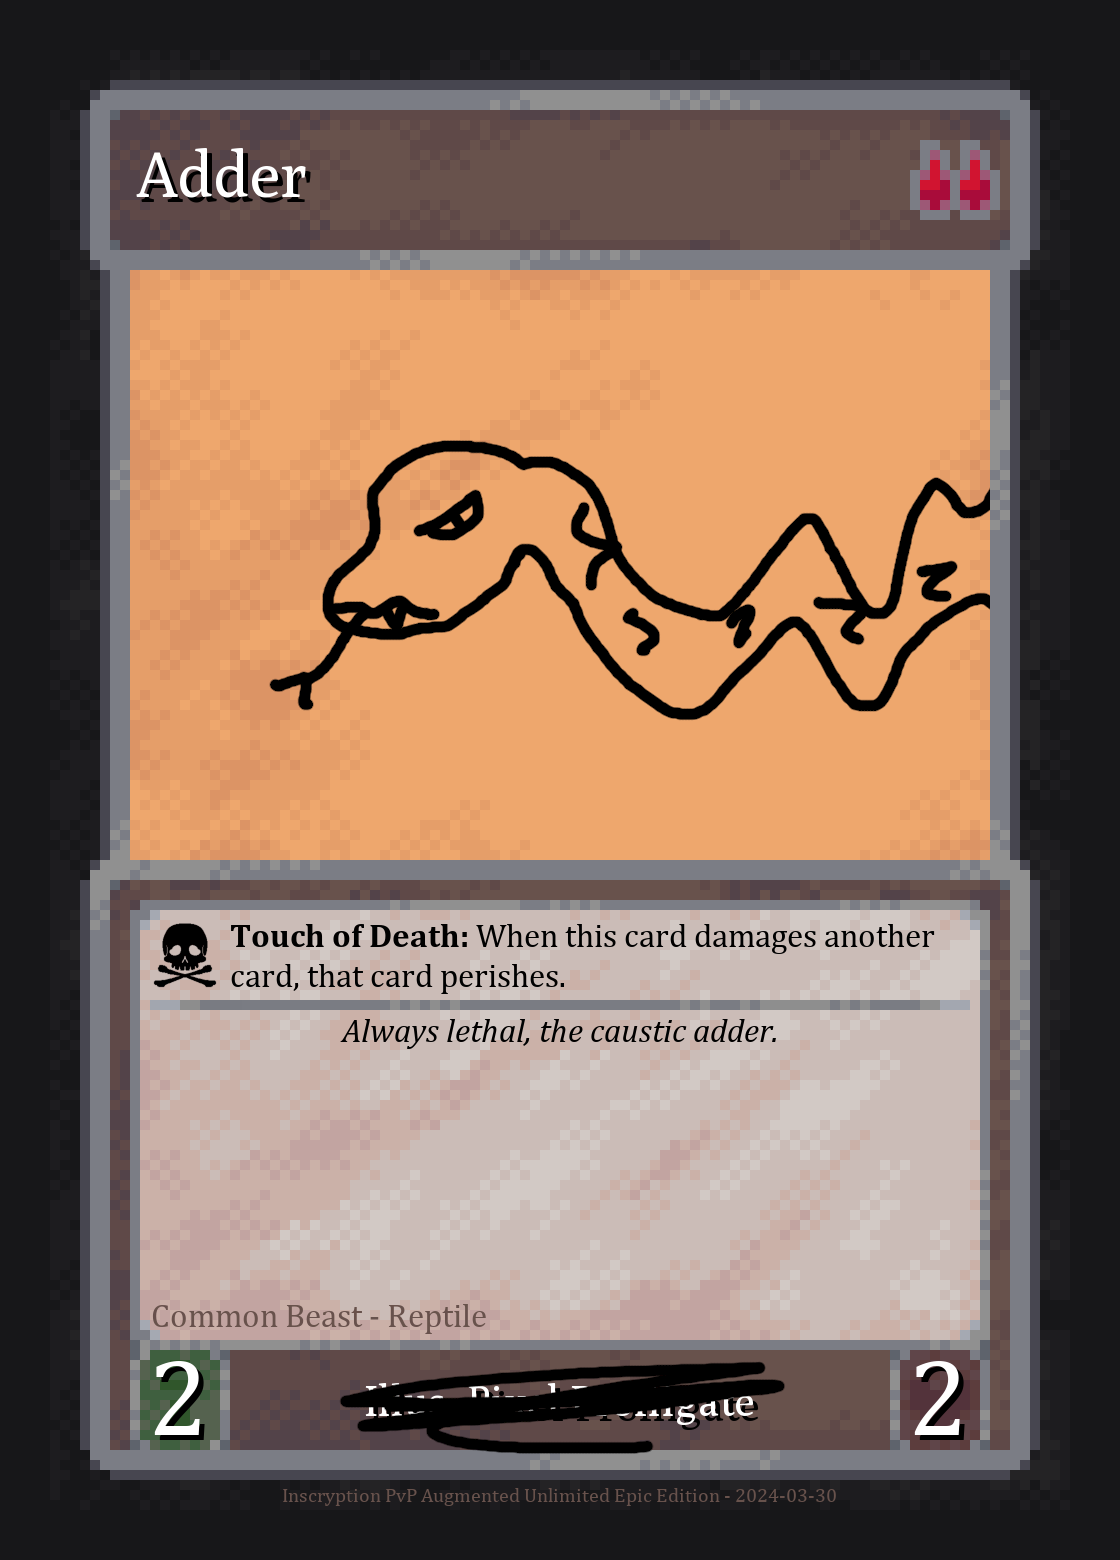 Adder
Touch of Death: When this card damages another
card, that card perishes.
Always lethal, the caustic adder.
Common Beast - Reptile
2
Illus.
2
Inscryption PvP Augmented Unlimited Epic Edition - 2024-03-30